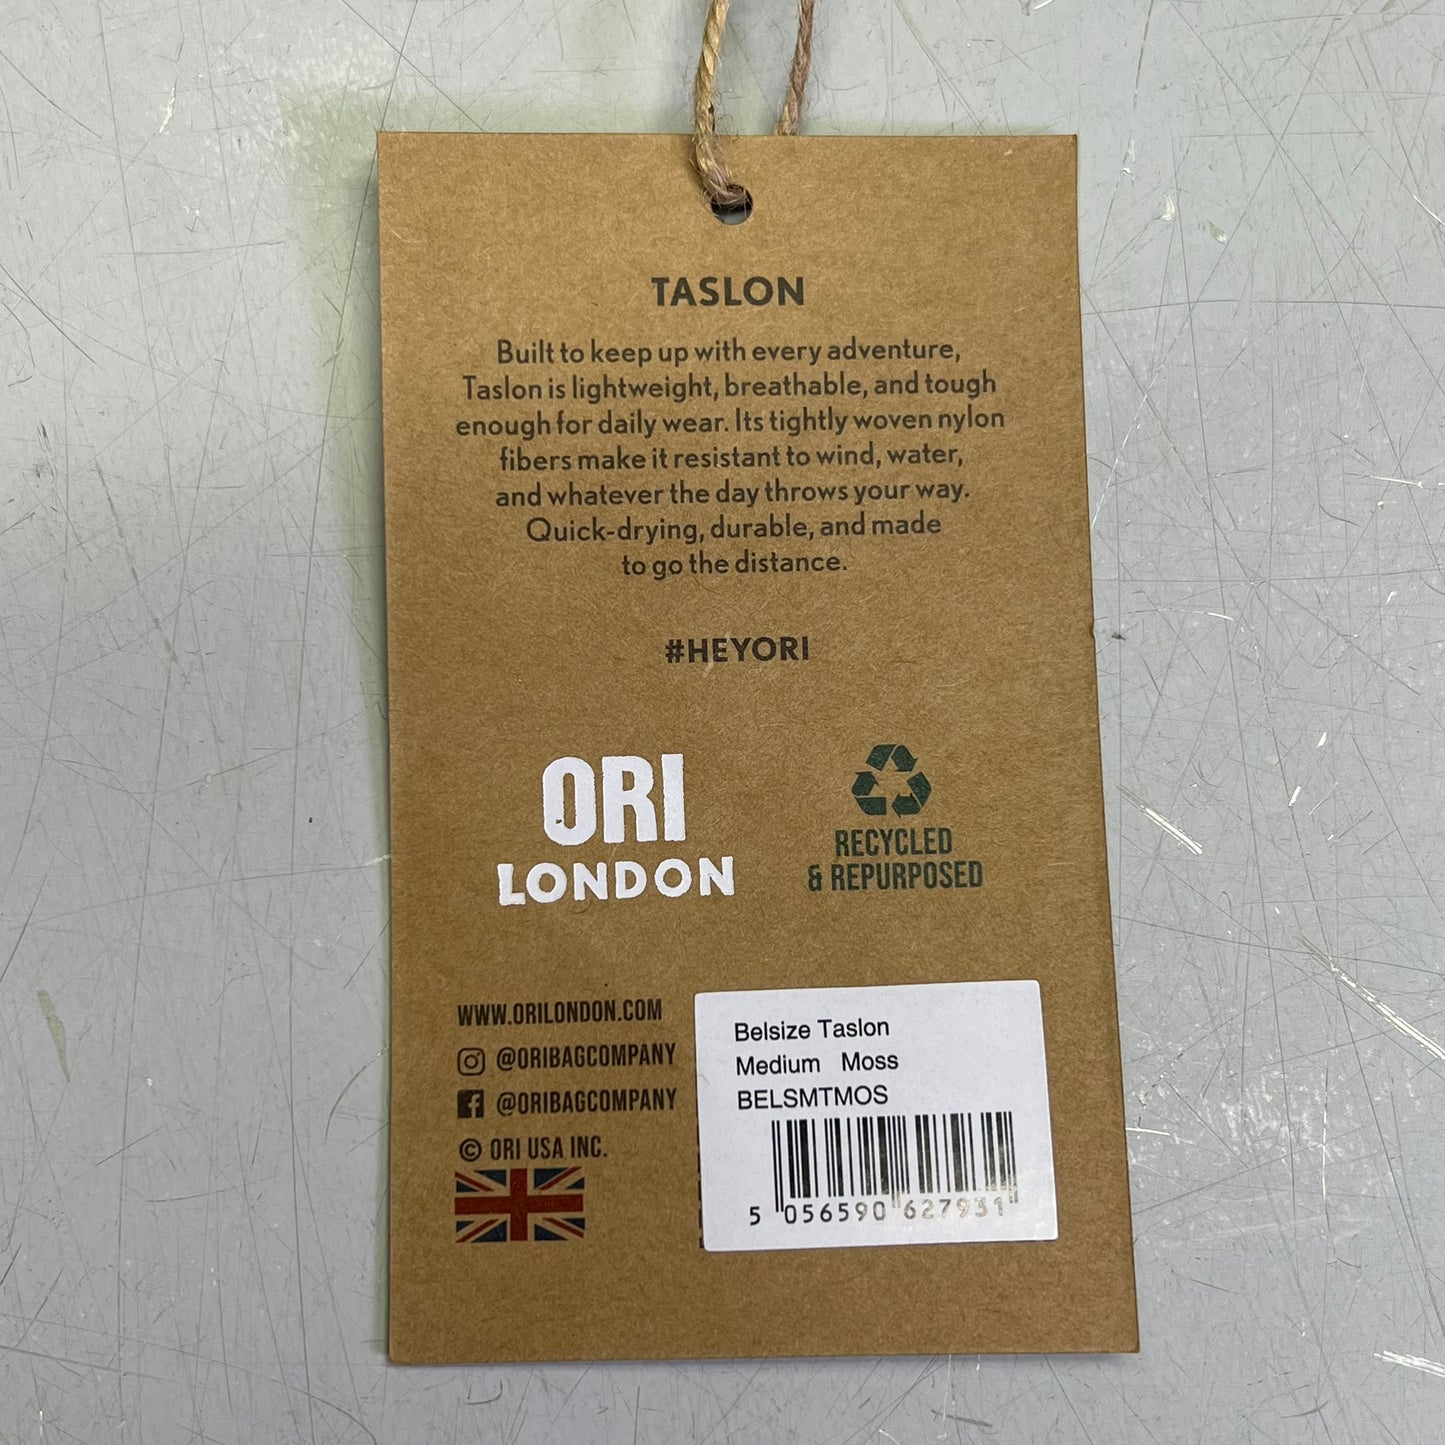 TASLON
Built to keep up with every adventure,
Taslon is lightweight, breathable, and tough
enough for daily wear. Its tightly woven nylon
fibers make it resistant to wind, water,
and whatever the day throws your way.
Quick-drying, durable, and made
to go the distance.
#HEYORI
ORI
LONDON
RECYCLED
& REPURPOSED
WWW.ORILONDON.COM
@ORIBAGCOMPANY
@ORIBAGCOMPANY
© ORI USA INC.
Belsize Taslon
Medium Moss
BELSMTMOS
5 056590 627931